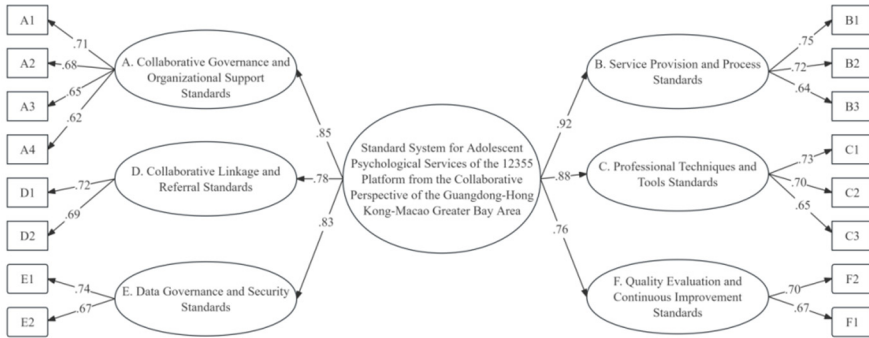 A1
A2
A3
A4
D1
D2
E1
E2
.71
.68
.65
.62
.72
.69
.74
.67
A. Collaborative Governance and
Organizational Support
Standards
D. Collaborative Linkage and
Referral Standards
E. Data Governance and Security
Standards
.85
.78
.83
Standard System for Adolescent
Psychological Services of the 12355
Platform from the Collaborative
Perspective of the Guangdong-Hong
Kong-Macao Greater Bay Area
.92
.88
.76
B. Service Provision and Process
Standards
C. Professional Techniques and
Tools Standards
F. Quality Evaluation and
Continuous Improvement
Standards
.75
.72
.64
.73
.70
.65
.70
.67
B1
B2
B3
C1
C2
C3
F2
F1